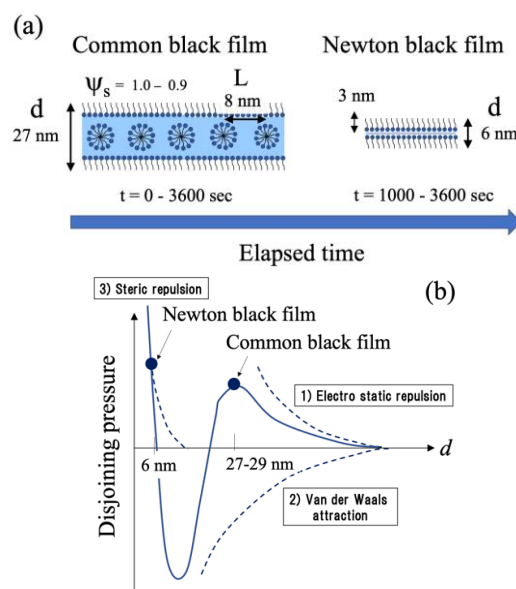 (a)
Common black film
Newton black film
Ψs = 1.0 – 0.9
L
8 nm
d
27 nm
3 nm
d
6 nm
t = 0 - 3600 sec
t = 1000 - 3600 sec
Elapsed time
(b)
3) Steric repulsion
Newton black film
Common black film
1) Electro static repulsion
Disjoining pressure
d
6 nm
27-29 nm
2) Van der Waals
attraction